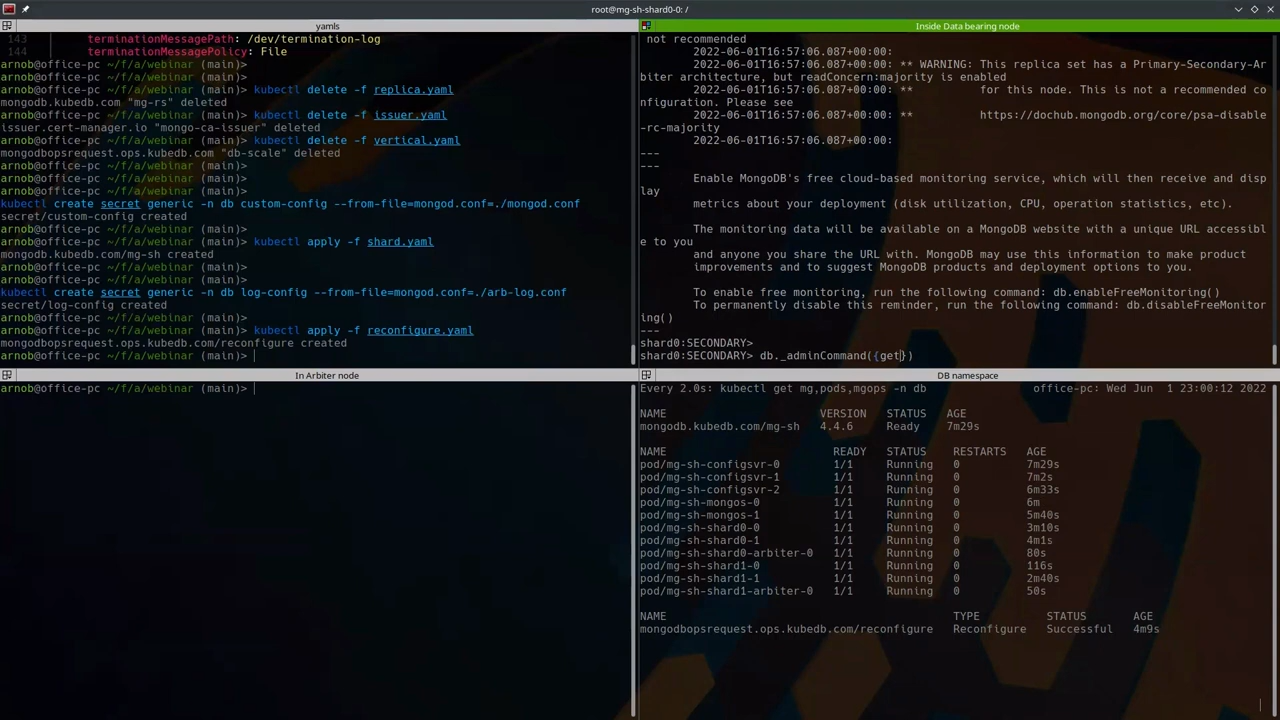 root@mg-sh-shard0-0: /
yamls
143     terminationMessagePath: /dev/termination-log
144     terminationMessagePolicy: File
arnob@office-pc ~/f/a/webinar (main)>
arnob@office-pc ~/f/a/webinar (main)>
arnob@office-pc ~/f/a/webinar (main)> kubectl delete -f replica.yaml
mongodb.kubedb.com "mg-rs" deleted
arnob@office-pc ~/f/a/webinar (main)> kubectl delete -f issuer.yaml
issuer.cert-manager.io "mongo-ca-issuer" deleted
arnob@office-pc ~/f/a/webinar (main)> kubectl delete -f vertical.yaml
mongodbopsrequest.ops.kubedb.com "db-scale" deleted
arnob@office-pc ~/f/a/webinar (main)>
arnob@office-pc ~/f/a/webinar (main)>
arnob@office-pc ~/f/a/webinar (main)>
kubectl create secret generic -n db custom-config --from-file=mongod.conf=./mongod.conf
secret/custom-config created
arnob@office-pc ~/f/a/webinar (main)>
arnob@office-pc ~/f/a/webinar (main)> kubectl apply -f shard.yaml
mongodb.kubedb.com/mg-sh created
arnob@office-pc ~/f/a/webinar (main)>
arnob@office-pc ~/f/a/webinar (main)>
kubectl create secret generic -n db log-config --from-file=mongod.conf=./arb-log.conf
secret/log-config created
arnob@office-pc ~/f/a/webinar (main)>
arnob@office-pc ~/f/a/webinar (main)> kubectl apply -f reconfigure.yaml
mongodbopsrequest.ops.kubedb.com/reconfigure created
arnob@office-pc ~/f/a/webinar (main)>
Inside Data bearing node
not recommended
2022-06-01T16:57:06.087+00:00:
2022-06-01T16:57:06.087+00:00: ** WARNING: This replica set has a Primary-Secondary-Ar
biter architecture, but readConcern:majority is enabled
2022-06-01T16:57:06.087+00:00: **          for this node. This is not a recommended co
nfiguration. Please see
2022-06-01T16:57:06.087+00:00: **          https://dochub.mongodb.org/core/psa-disable
-rc-majority
2022-06-01T16:57:06.087+00:00:
---
---
Enable MongoDB's free cloud-based monitoring service, which will then receive and disp
lay
metrics about your deployment (disk utilization, CPU, operation statistics, etc).
The monitoring data will be available on a MongoDB website with a unique URL accessibl
e to you
and anyone you share the URL with. MongoDB may use this information to make product
improvements and to suggest MongoDB products and deployment options to you.
To enable free monitoring, run the following command: db.enableFreeMonitoring()
To permanently disable this reminder, run the following command: db.disableFreeMonitor
ing()
---
shard0:SECONDARY>
shard0:SECONDARY> db._adminCommand({get})
In Arbiter node
arnob@office-pc ~/f/a/webinar (main)>
DB namespace
Every 2.0s: kubectl get mg,pods,mgops -n db     office-pc: Wed Jun  1 23:00:12 2022
NAME   VERSION   STATUS   AGE
mongodb.kubedb.com/mg-sh   4.4.6   Ready   7m29s
NAME   READY   STATUS   RESTARTS   AGE
pod/mg-sh-configsvr-0   1/1   Running   0   7m29s
pod/mg-sh-configsvr-1   1/1   Running   0   7m2s
pod/mg-sh-configsvr-2   1/1   Running   0   6m33s
pod/mg-sh-mongos-0   1/1   Running   0   6m
pod/mg-sh-mongos-1   1/1   Running   0   5m40s
pod/mg-sh-shard0-0   1/1   Running   0   3m10s
pod/mg-sh-shard0-1   1/1   Running   0   4m1s
pod/mg-sh-shard0-arbiter-0   1/1   Running   0   80s
pod/mg-sh-shard1-0   1/1   Running   0   116s
pod/mg-sh-shard1-1   1/1   Running   0   2m40s
pod/mg-sh-shard1-arbiter-0   1/1   Running   0   50s
NAME   TYPE   STATUS   AGE
mongodbopsrequest.ops.kubedb.com/reconfigure   Reconfigure   Successful   4m9s